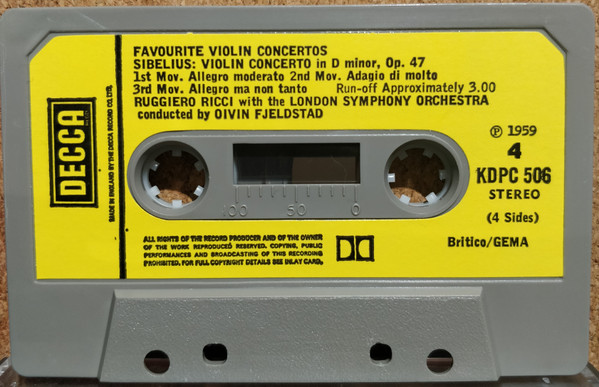 FAVOURITE VIOLIN CONCERTOS
SIBELIUS: VIOLIN CONCERTO in D minor, Op. 47
1st Mov. Allegro moderato 2nd Mov. Adagio di molto
3rd Mov. Allegro ma non tanto Run-off Approximately 3.00
RUGGIERO RICCI with the LONDON SYMPHONY ORCHESTRA
conducted by OIVIN FJELDSTAD
DECCA
MADE IN ENGLAND BY THE DECCA RECORD CO. LTD.
Ⓟ 1959
4
KDPC 506
STEREO
(4 Sides)
Britico/GEMA
100 50 0
ALL RIGHTS OF THE RECORD PRODUCER AND OF THE OWNER
OF THE WORK REPRODUCED RESERVED. COPYING, PUBLIC
PERFORMANCES AND BROADCASTING OF THIS RECORDING
PROHIBITED. FOR FULL COPYRIGHT DETAILS SEE INLAY CARD.